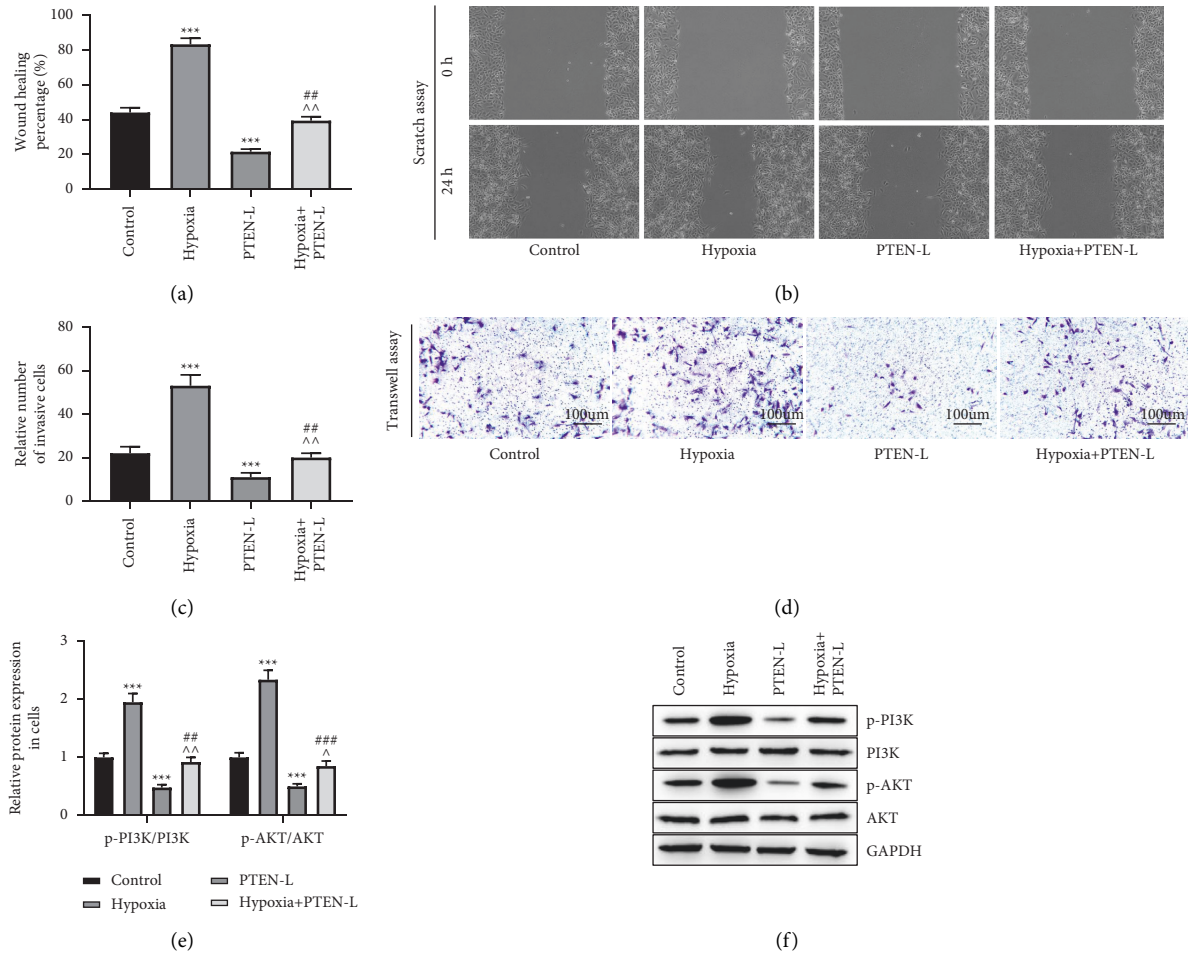 100
80
60
40
20
0
Wound healing
percentage (%)
***
***
##
^^
Control
Hypoxia
PTEN-L
Hypoxia+
PTEN-L
(a)
Scratch assay
0 h
24 h
Control
Hypoxia
PTEN-L
Hypoxia+PTEN-L
(b)
80
60
40
20
0
Relative number
of invasive cells
***
***
##
^^
Control
Hypoxia
PTEN-L
Hypoxia+
PTEN-L
(c)
Transwell assay
100um
100um
100um
100um
Control
Hypoxia
PTEN-L
Hypoxia+PTEN-L
(d)
3
2
1
0
Relative protein expression
in cells
***
***
##
^^
***
***
###
^
p-PI3K/PI3K
p-AKT/AKT
Control
Hypoxia
PTEN-L
Hypoxia+PTEN-L
(e)
Control
Hypoxia
PTEN-L
Hypoxia+
PTEN-L
p-PI3K
PI3K
p-AKT
AKT
GAPDH
(f)